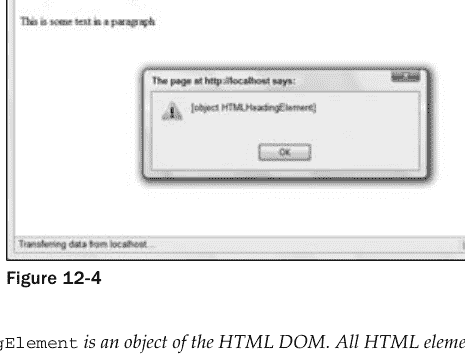 This is some text in a paragraph
The page at http://localhost says:
[object HTMLHeadingElement]
OK
Transferring data from localhost...
Figure 12-4
gElement is an object of the HTML DOM. All HTML eleme